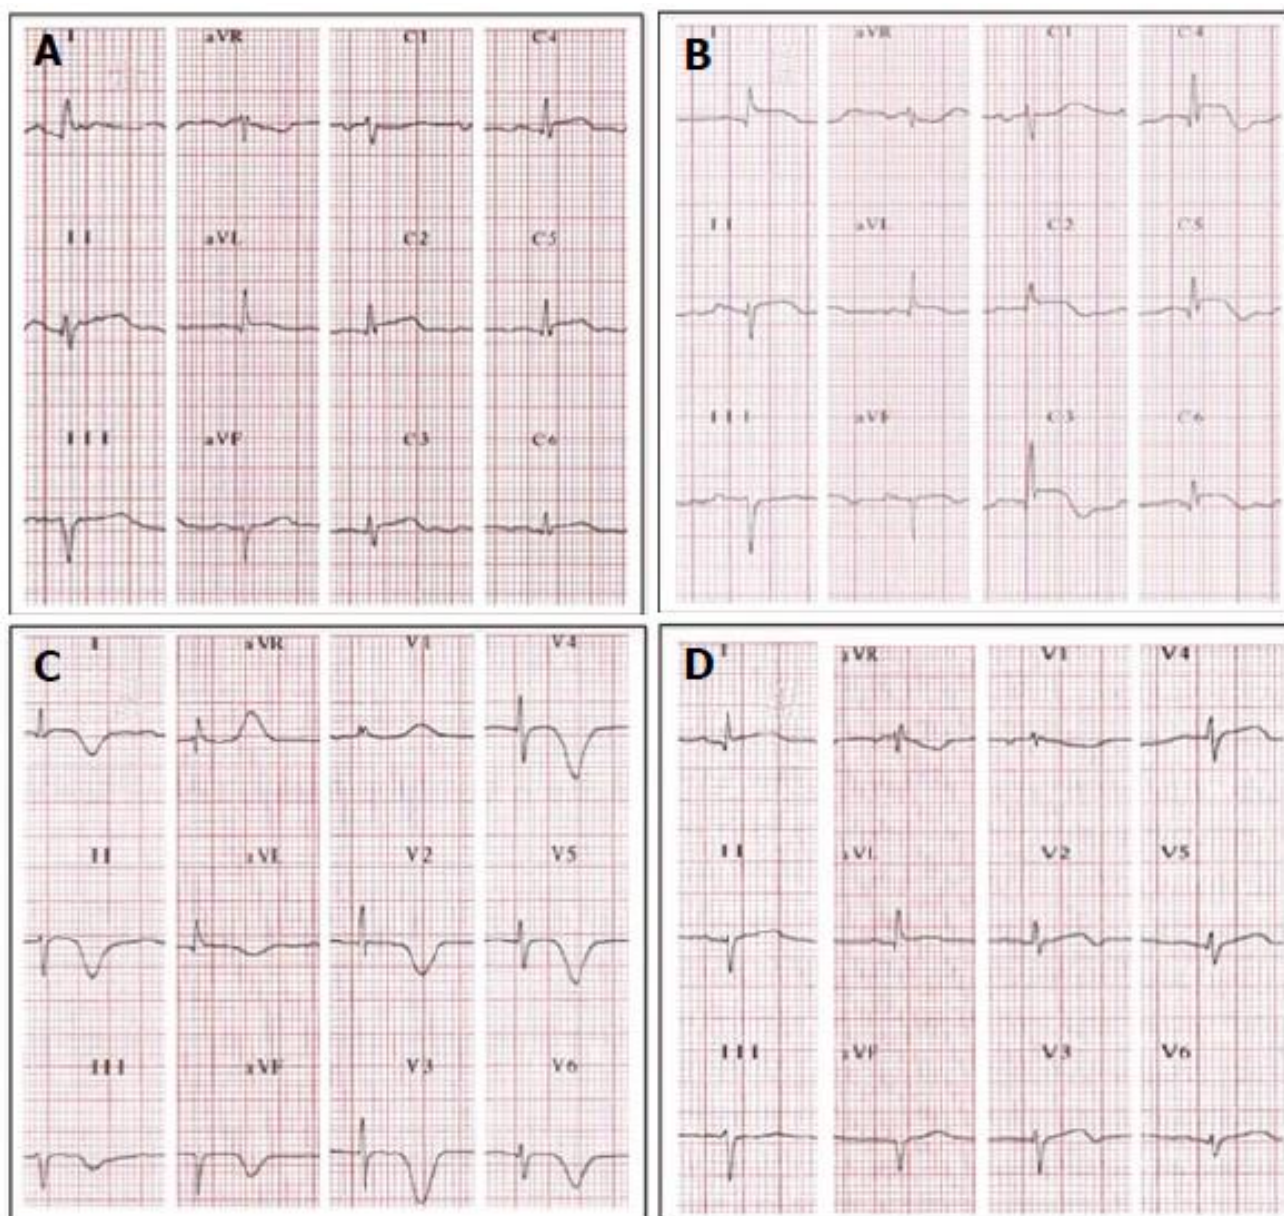 A
I aVR C1 C4
II aVL C2 C5
III aVF C3 C6
B
I aVR C1 C4
II aVL C2 C5
III aVF C3 C6
C
I aVR V1 V4
II aVL V2 V5
III aVF V3 V6
D
I aVR V1 V4
II aVL V2 V5
III aVF V3 V6